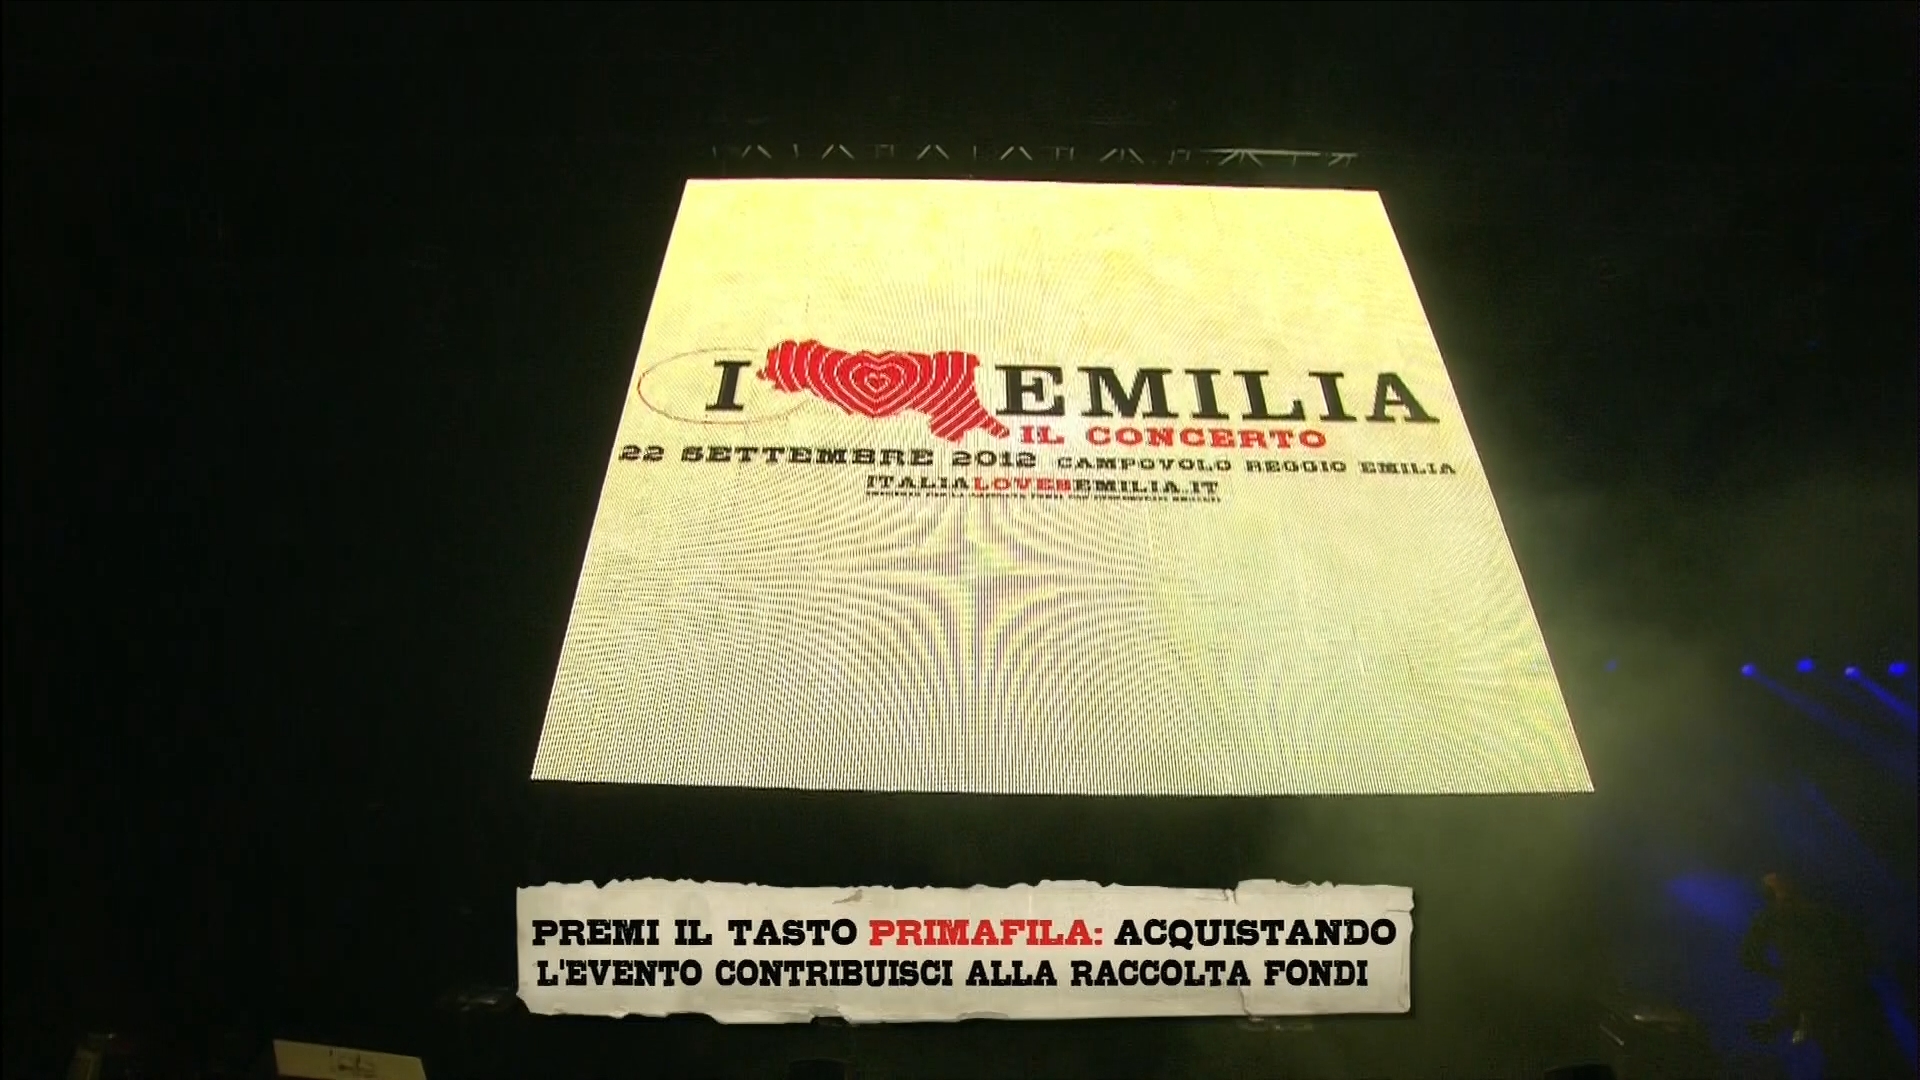 I EMILIA
IL CONCERTO
22 SETTEMBRE 2012 CAMPOVOLO REGGIO EMILIA
ITALIALOVESEMILIA.IT
PREMI IL TASTO PRIMAFILA: ACQUISTANDO
L'EVENTO CONTRIBUISCI ALLA RACCOLTA FONDI